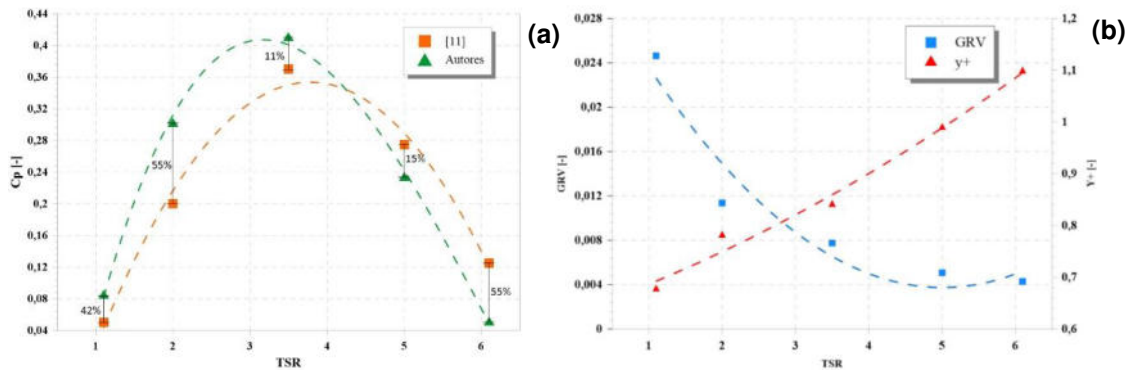 (a)
Cp [-]
0,44
0,4
0,36
0,32
0,28
0,24
0,2
0,16
0,12
0,08
0,04
[11]
Autores
42%
55%
11%
15%
55%
1 2 3 4 5 6
TSR
(b)
GRV [-]
0,028
0,024
0,02
0,016
0,012
0,008
0,004
0
GRV
y+
1,2
1,1
1
0,9
0,8
0,7
0,6
Y+ [-]
1 2 3 4 5 6
TSR